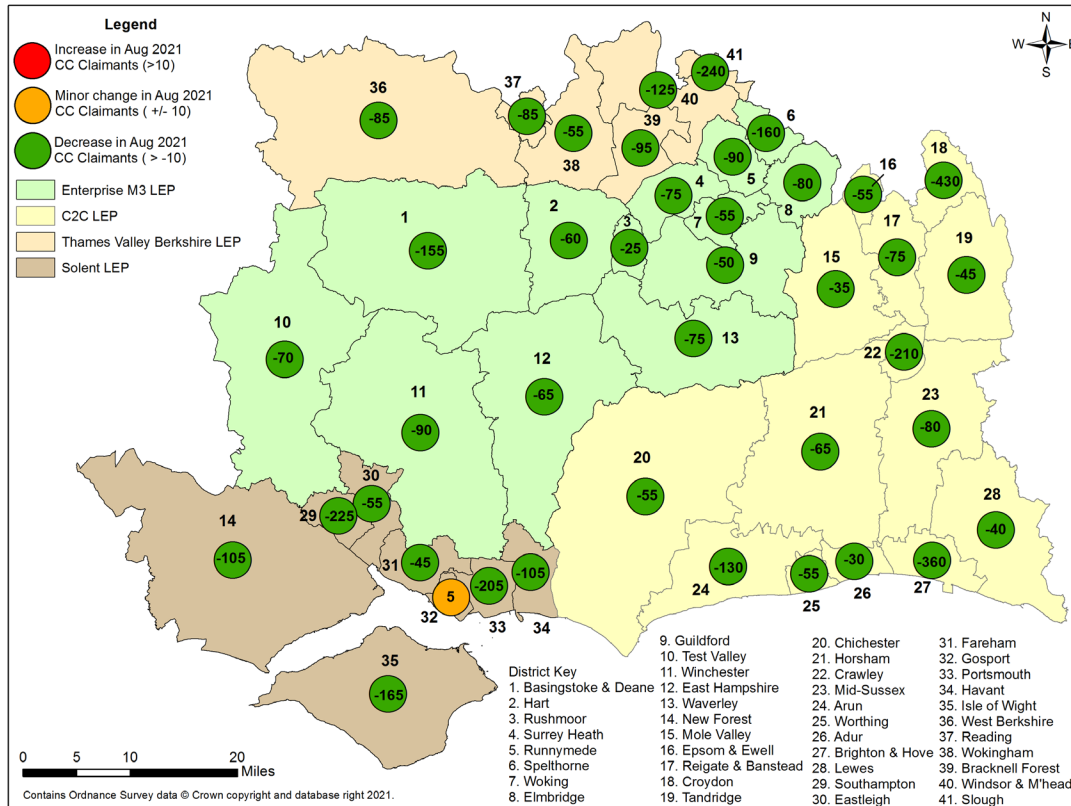 Legend
Increase in Aug 2021
CC Claimants (>10)
Minor change in Aug 2021
CC Claimants ( +/- 10)
Decrease in Aug 2021
CC Claimants ( > -10)
Enterprise M3 LEP
C2C LEP
Thames Valley Berkshire LEP
Solent LEP
N
W E
S
36
-85
37
-85
-55
38
39
-95
-125
40
41
-240
6
-160
-90
5
-80
8
4
-75
7
-55
3
-25
2
-60
1
-155
-50
9
16
-55
18
-430
17
-75
19
-45
15
-35
10
-70
11
-90
12
-65
-75
13
22
-210
23
-80
21
-65
20
-55
28
-40
14
-105
29
-225
30
-55
31
-45
32
5
-205
33
-105
34
24
-130
-55
25
-30
26
-360
27
35
-165
District Key
1. Basingstoke & Deane
2. Hart
3. Rushmoor
4. Surrey Heath
5. Runnymede
6. Spelthorne
7. Woking
8. Elmbridge
9. Guildford
10. Test Valley
11. Winchester
12. East Hampshire
13. Waverley
14. New Forest
15. Mole Valley
16. Epsom & Ewell
17. Reigate & Banstead
18. Croydon
19. Tandridge
20. Chichester
21. Horsham
22. Crawley
23. Mid-Sussex
24. Arun
25. Worthing
26. Adur
27. Brighton & Hove
28. Lewes
29. Southampton
30. Eastleigh
31. Fareham
32. Gosport
33. Portsmouth
34. Havant
35. Isle of Wight
36. West Berkshire
37. Reading
38. Wokingham
39. Bracknell Forest
40. Windsor & M'head
41. Slough
0 5 10 20
Miles
Contains Ordnance Survey data © Crown copyright and database right 2021.